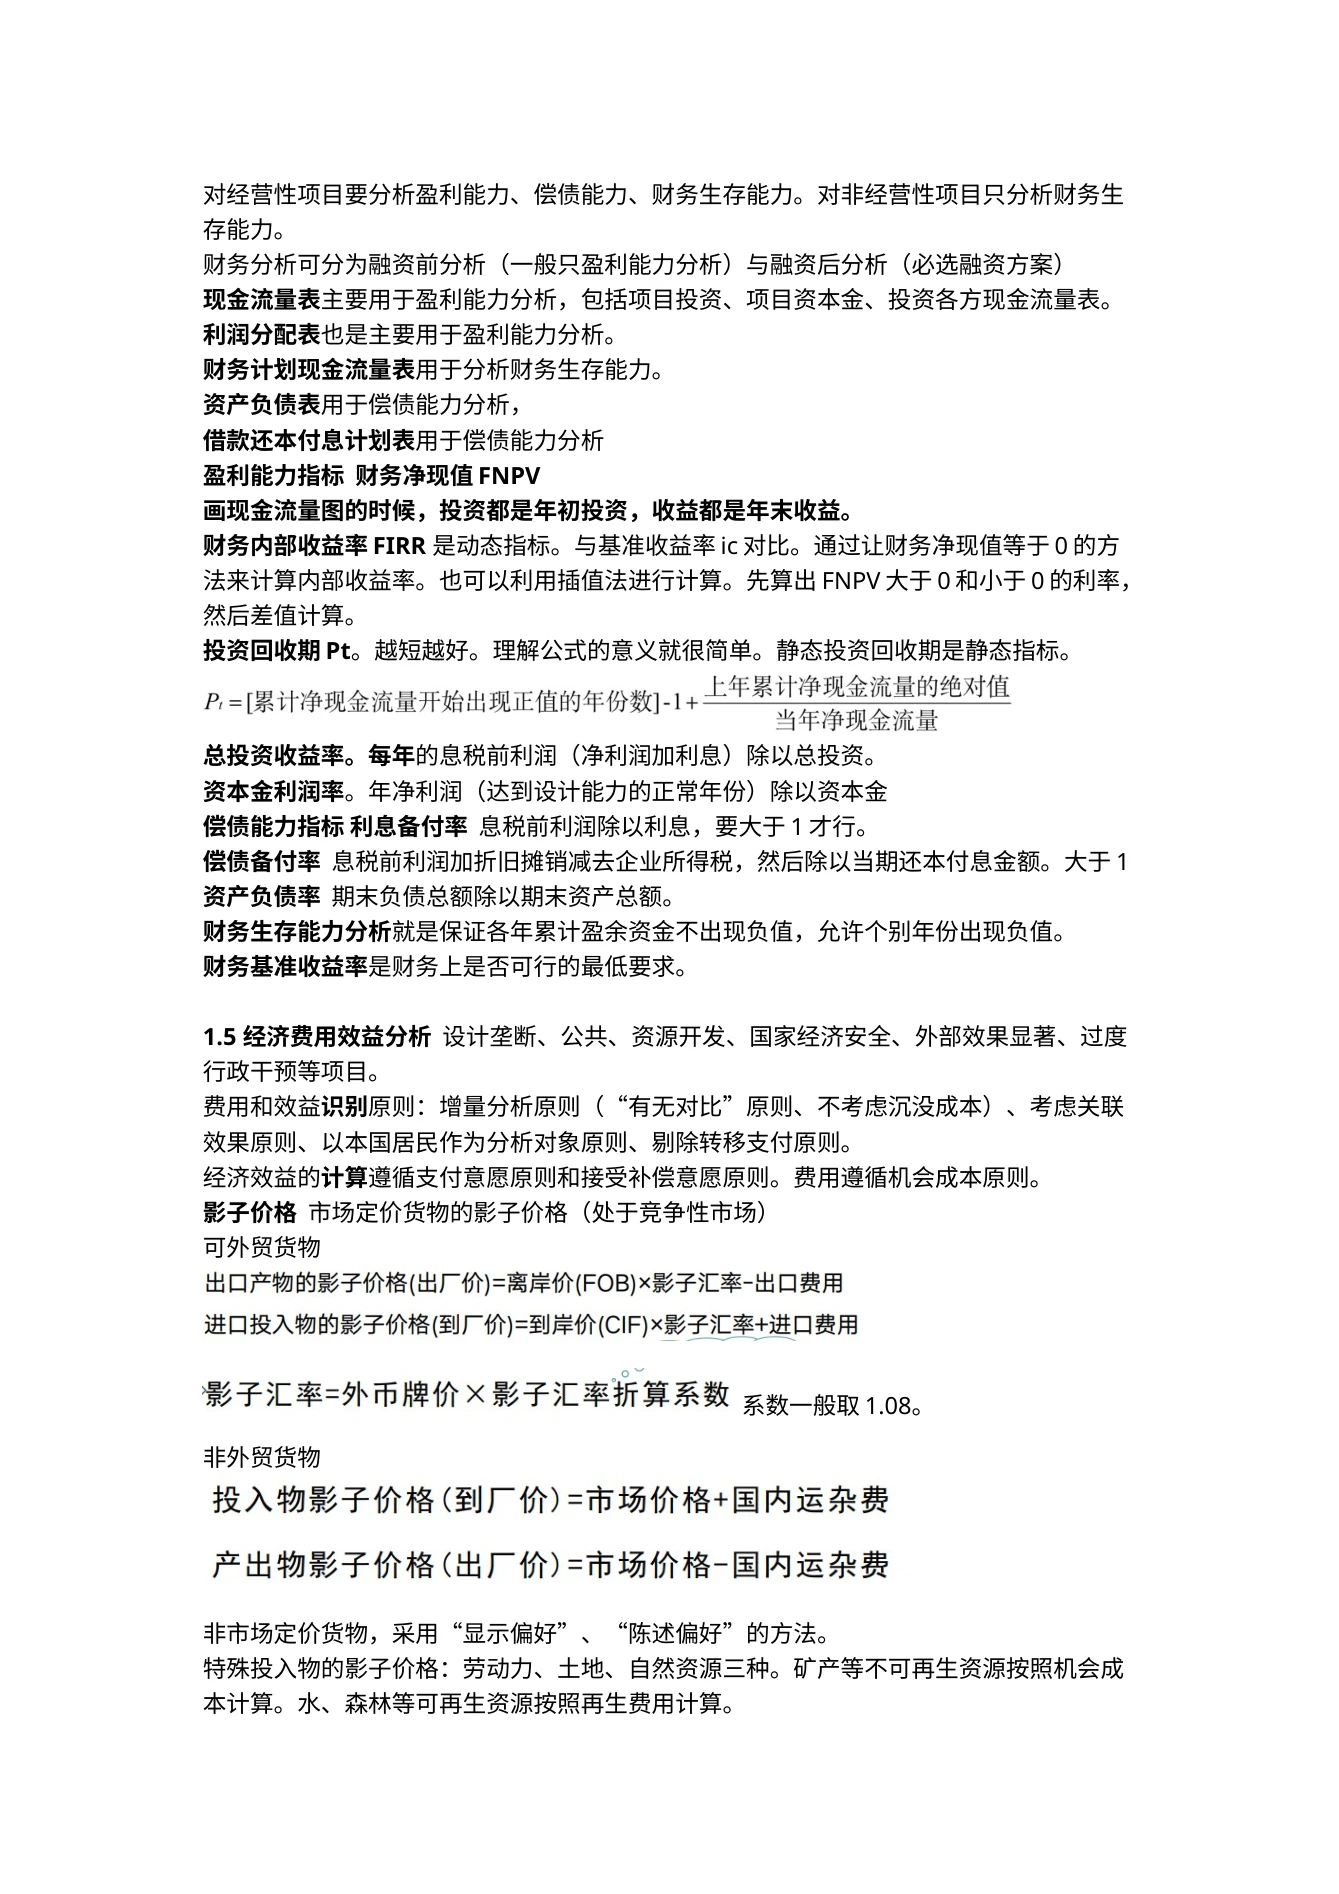 对经营性项目要分析盈利能力、偿债能力、财务生存能力。对非经营性项目只分析财务生
存能力。
财务分析可分为融资前分析（一般只盈利能力分析）与融资后分析（必选融资方案）
现金流量表主要用于盈利能力分析，包括项目投资、项目资本金、投资各方现金流量表。
利润分配表也是主要用于盈利能力分析。
财务计划现金流量表用于分析财务生存能力。
资产负债表用于偿债能力分析，
借款还本付息计划表用于偿债能力分析
盈利能力指标 财务净现值 FNPV
画现金流量图的时候，投资都是年初投资，收益都是年末收益。
财务内部收益率 FIRR 是动态指标。与基准收益率 ic 对比。通过让财务净现值等于 0 的方
法来计算内部收益率。也可以利用插值法进行计算。先算出 FNPV 大于 0 和小于 0 的利率，
然后差值计算。
投资回收期 Pt。越短越好。理解公式的意义就很简单。静态投资回收期是静态指标。
Pt =[累计净现金流量开始出现正值的年份数]-1+ 上年累计净现金流量的绝对值
当年净现金流量
总投资收益率。每年的息税前利润（净利润加利息）除以总投资。
资本金利润率。年净利润（达到设计能力的正常年份）除以资本金
偿债能力指标 利息备付率 息税前利润除以利息，要大于 1 才行。
偿债备付率 息税前利润加折旧摊销减去企业所得税，然后除以当期还本付息金额。大于 1
资产负债率 期末负债总额除以期末资产总额。
财务生存能力分析就是保证各年累计盈余资金不出现负值，允许个别年份出现负值。
财务基准收益率是财务上是否可行的最低要求。
1.5 经济费用效益分析 设计垄断、公共、资源开发、国家经济安全、外部效果显著、过度
行政干预等项目。
费用和效益识别原则：增量分析原则（“有无对比”原则、不考虑沉没成本）、考虑关联
效果原则、以本国居民作为分析对象原则、剔除转移支付原则。
经济效益的计算遵循支付意愿原则和接受补偿意愿原则。费用遵循机会成本原则。
影子价格 市场定价货物的影子价格（处于竞争性市场）
可外贸货物
出口产物的影子价格(出厂价)=离岸价(FOB)×影子汇率-出口费用
进口投入物的影子价格(到厂价)=到岸价(CIF)×影子汇率+进口费用
影子汇率=外币牌价×影子汇率折算系数 系数一般取 1.08。
非外贸货物
投入物影子价格(到厂价)=市场价格+国内运杂费
产出物影子价格(出厂价)=市场价格-国内运杂费
非市场定价货物，采用“显示偏好”、“陈述偏好”的方法。
特殊投入物的影子价格：劳动力、土地、自然资源三种。矿产等不可再生资源按照机会成
本计算。水、森林等可再生资源按照再生费用计算。